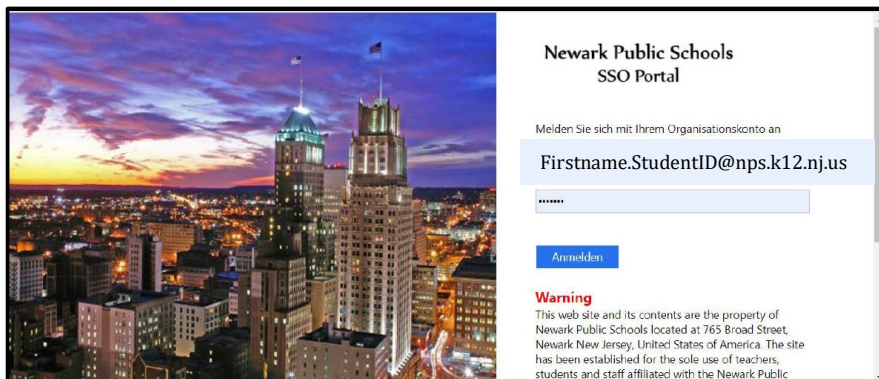 Newark Public Schools
SSO Portal
Melden Sie sich mit Ihrem Organisationskonto an
Firstname.StudentID@nps.k12.nj.us
•••••••
Anmelden
Warning
This web site and its contents are the property of
Newark Public Schools located at 765 Broad Street,
Newark New Jersey, United States of America. The site
has been established for the sole use of teachers,
students and staff affiliated with the Newark Public